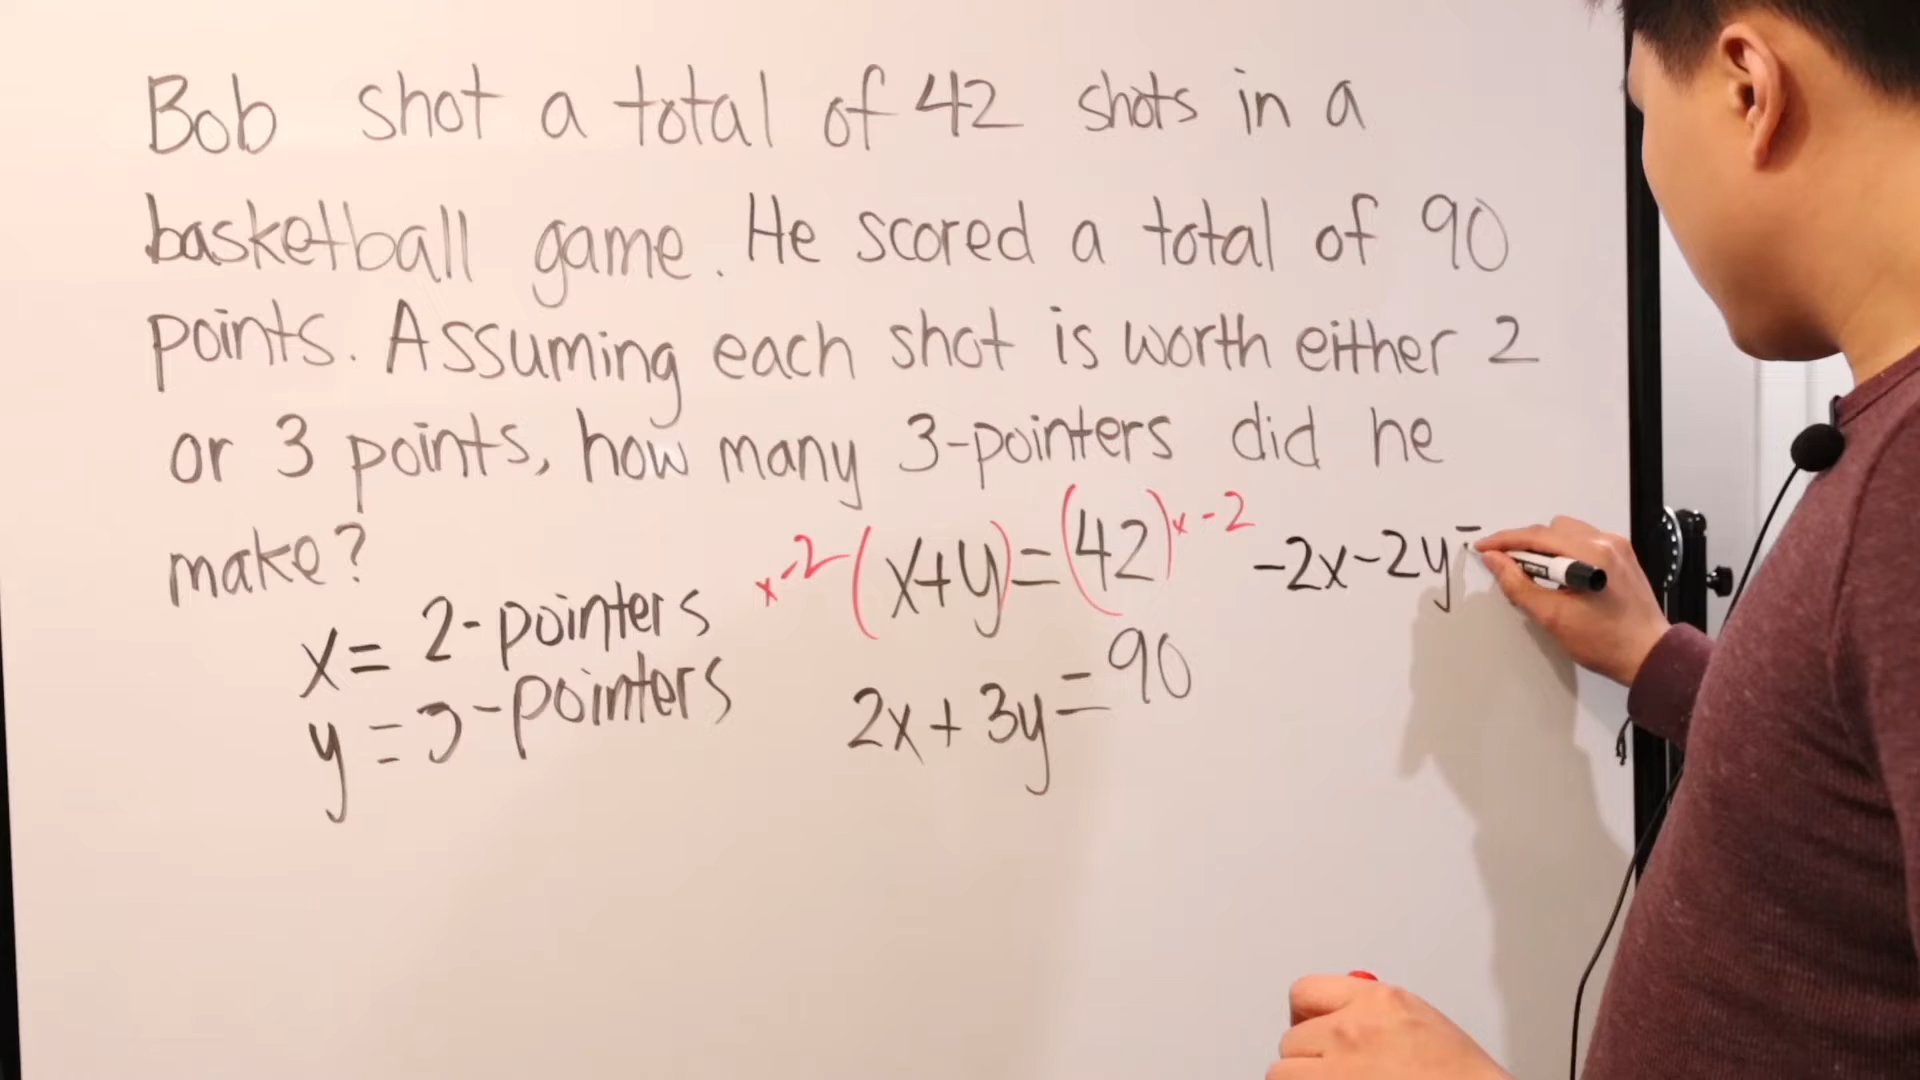 Bob shot a total of 42 shots in a
basketball game. He scored a total of 90
points. Assuming each shot is worth either 2
or 3 points, how many 3-pointers did he
make?
x = 2-pointers
y = 3-pointers
x -2 (x+y) = (42) x -2
2x + 3y = 90
-2x-2y=